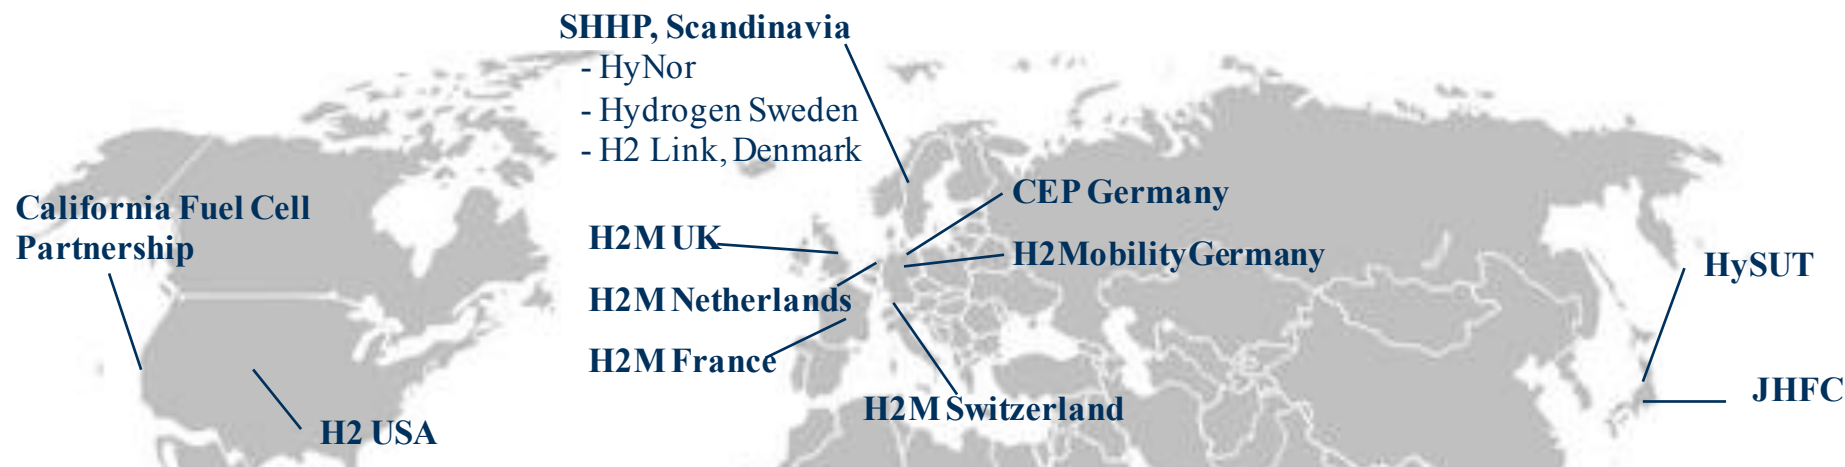 SHHP, Scandinavia
- HyNor
- Hydrogen Sweden
- H2 Link, Denmark
California Fuel Cell
Partnership
CEP Germany
H2M UK
H2MobilityGermany
HySUT
H2M Netherlands
H2M France
JHFC
H2M Switzerland
H2 USA